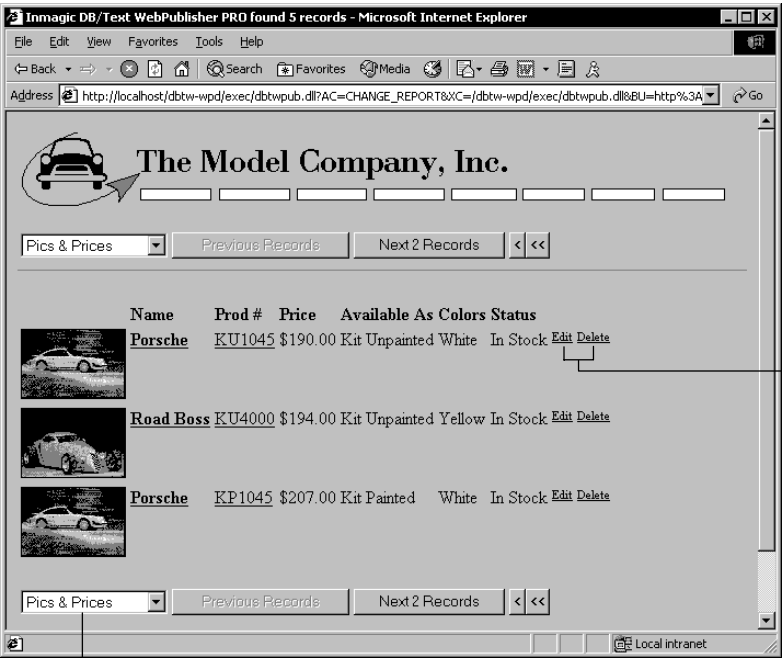 Inmagic DB/Text WebPublisher PRO found 5 records - Microsoft Internet Explorer
File Edit View Favorites Tools Help
Back Search Favorites Media
Address http://localhost/dbtw-wpd/exec/dbtwpub.dll?AC=CHANGE_REPORT&XC=/dbtw-wpd/exec/dbtwpub.dll&BU=http%3A Go
The Model Company, Inc.
Pics & Prices Previous Records Next 2 Records < <<
Name Prod # Price Available As Colors Status
Porsche KU1045 $190.00 Kit Unpainted White In Stock Edit Delete
Road Boss KU4000 $194.00 Kit Unpainted Yellow In Stock Edit Delete
Porsche KP1045 $207.00 Kit Painted White In Stock Edit Delete
Pics & Prices Previous Records Next 2 Records < <<
Local intranet